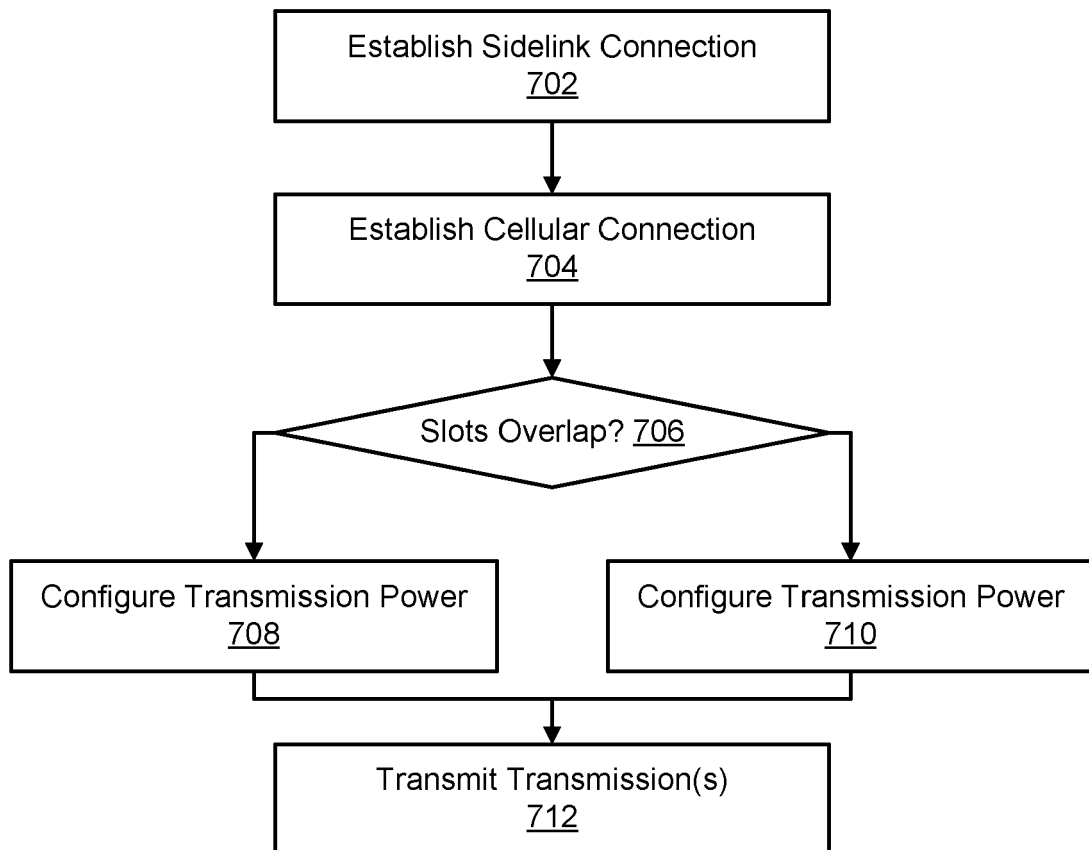 Establish Sidelink Connection
702
Establish Cellular Connection
704
Slots Overlap? 706
Configure Transmission Power
708
Configure Transmission Power
710
Transmit Transmission(s)
712